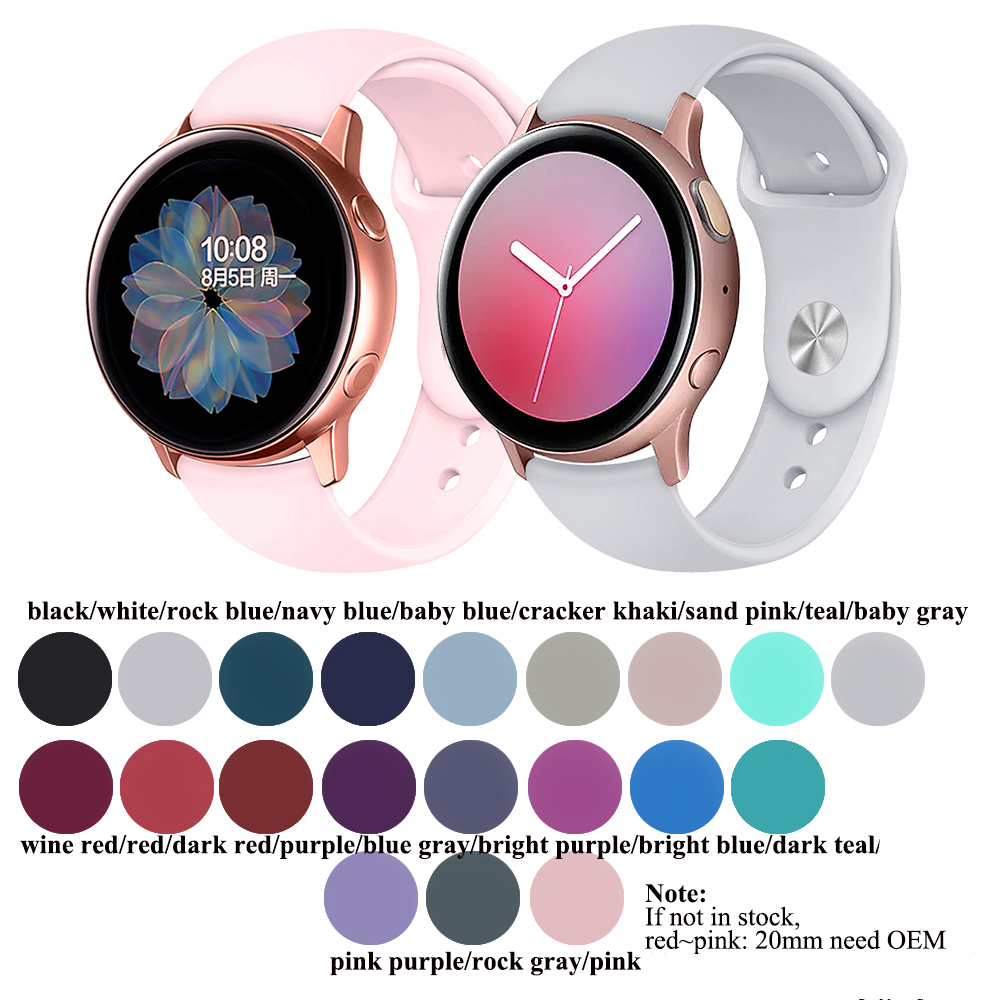 10:08
8月5日 周一
black/white/rock blue/navy blue/baby blue/cracker khaki/sand pink/teal/baby gray
wine red/red/dark red/purple/blue gray/bright purple/bright blue/dark teal/
pink purple/rock gray/pink
Note:
If not in stock,
red~pink: 20mm need OEM